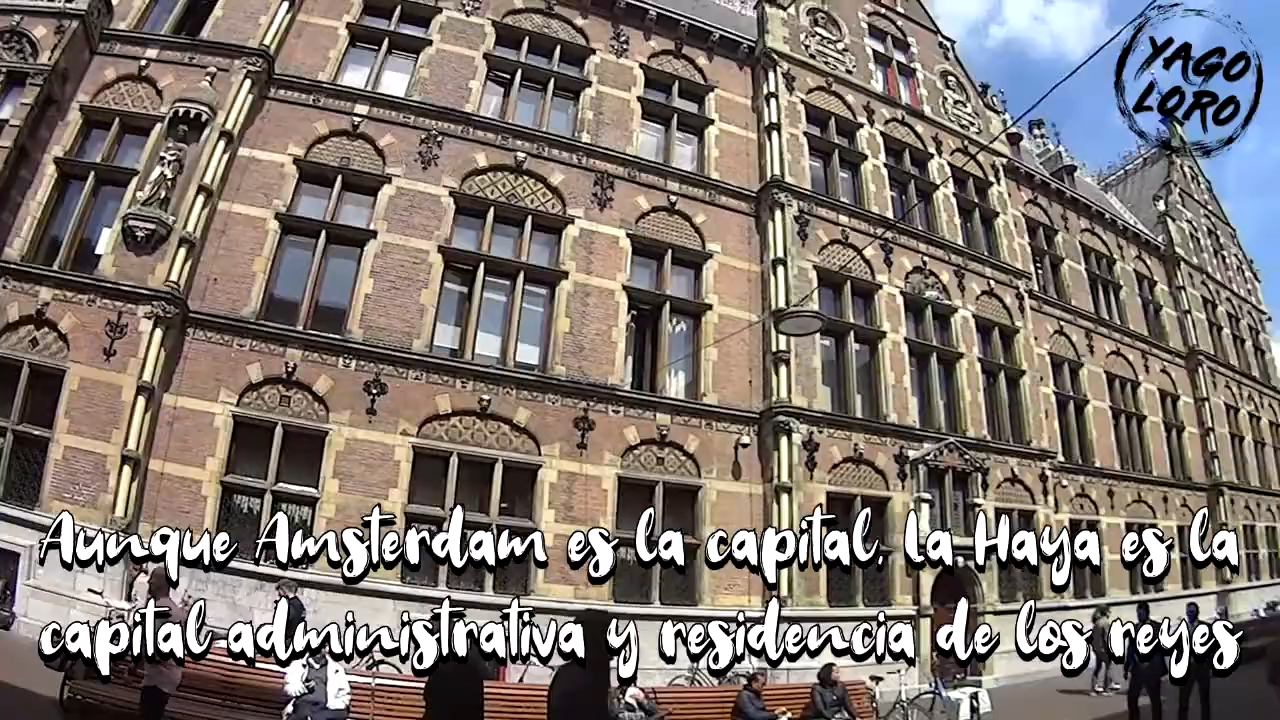 YAGO
LORO
Aunque Amsterdam es la capital, La Haya es la
capital administrativa y residencia de los reyes